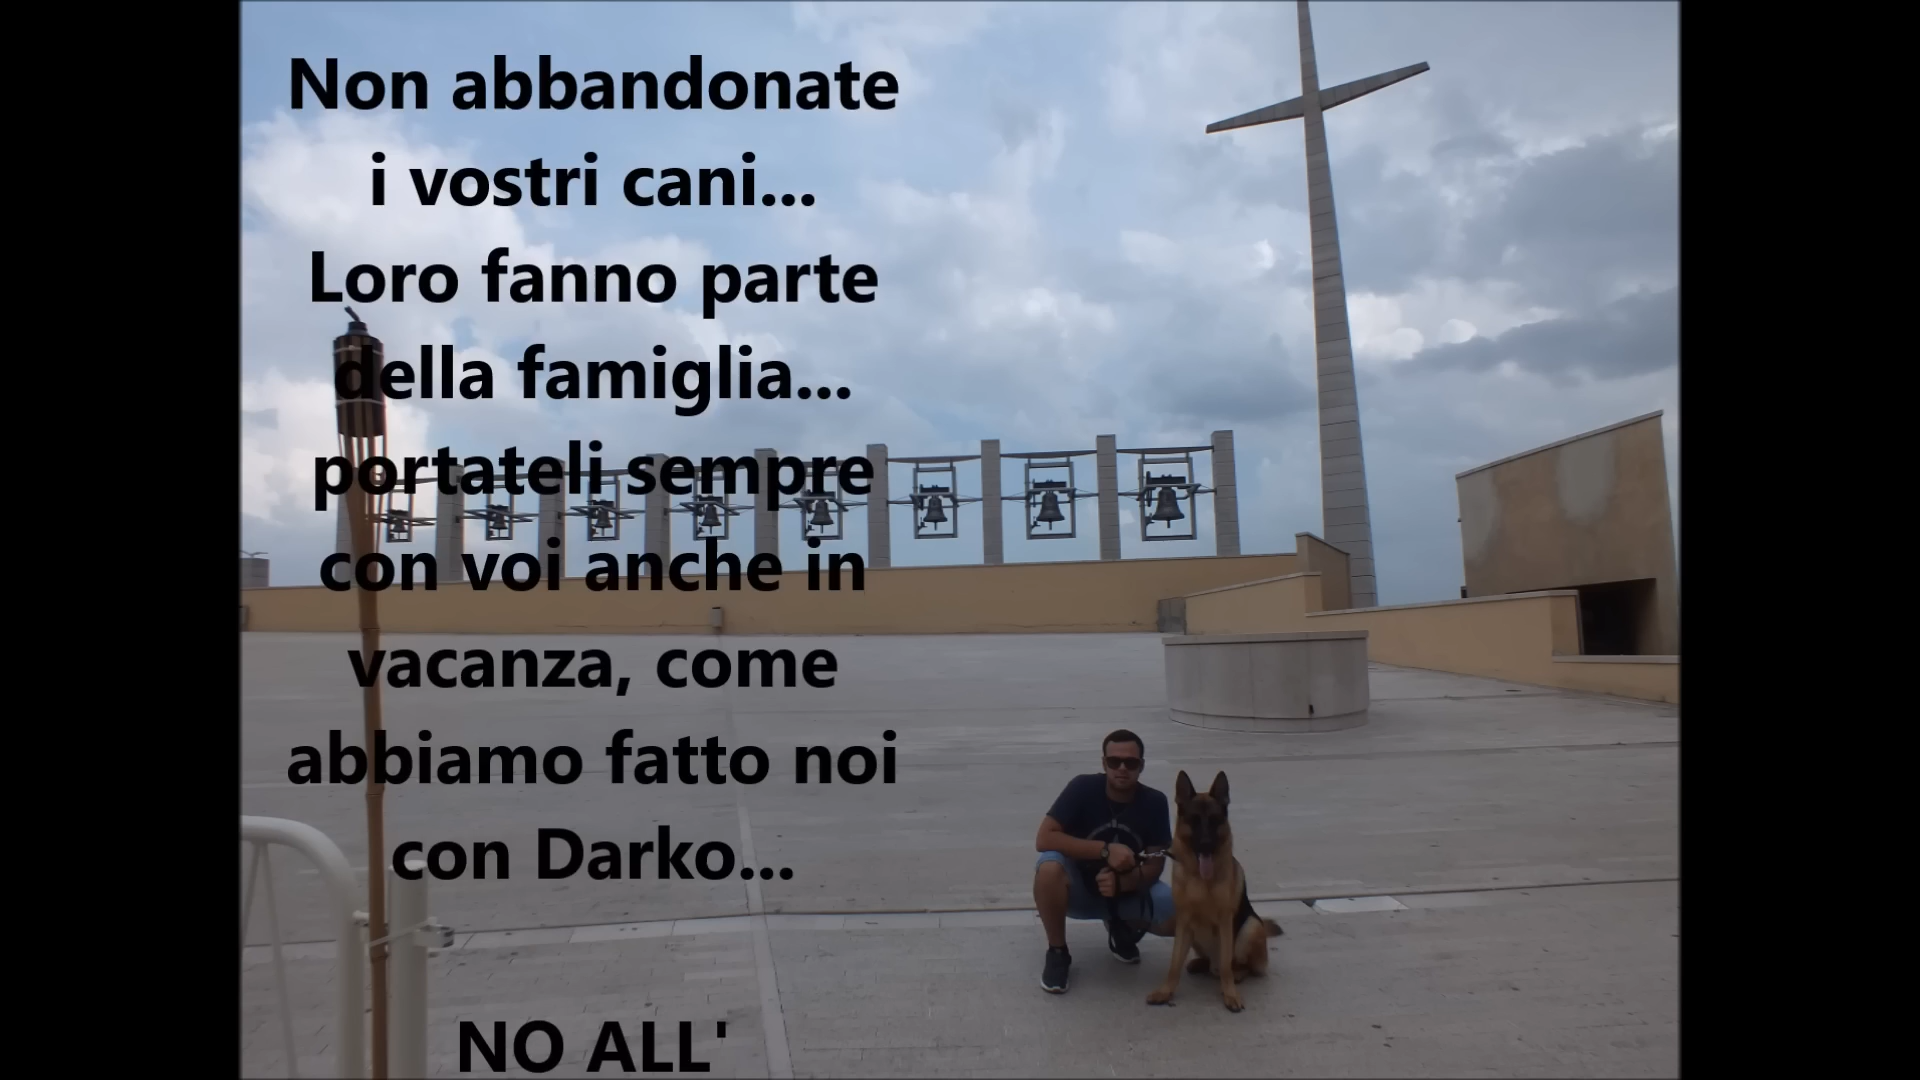 Non abbandonate
i vostri cani...
Loro fanno parte
della famiglia...
portateli sempre
con voi anche in
vacanza, come
abbiamo fatto noi
con Darko...
NO ALL'